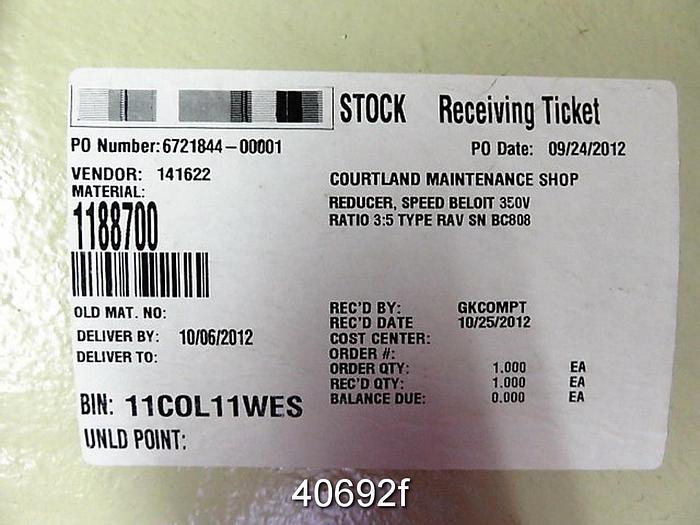 STOCK Receiving Ticket
PO Number: 6721844-00001 PO Date: 09/24/2012
VENDOR: 141622 COURTLAND MAINTENANCE SHOP
MATERIAL:
1188700
REDUCER, SPEED BELOIT 350V
RATIO 3:5 TYPE RAV SN BC808
OLD MAT. NO:
DELIVER BY: 10/06/2012
DELIVER TO:
BIN: 11COL11WES
UNLD POINT:
REC'D BY: GKCOMPT
REC'D DATE 10/25/2012
COST CENTER:
ORDER #:
ORDER QTY: 1.000 EA
REC'D QTY: 1.000 EA
BALANCE DUE: 0.000 EA
40692f